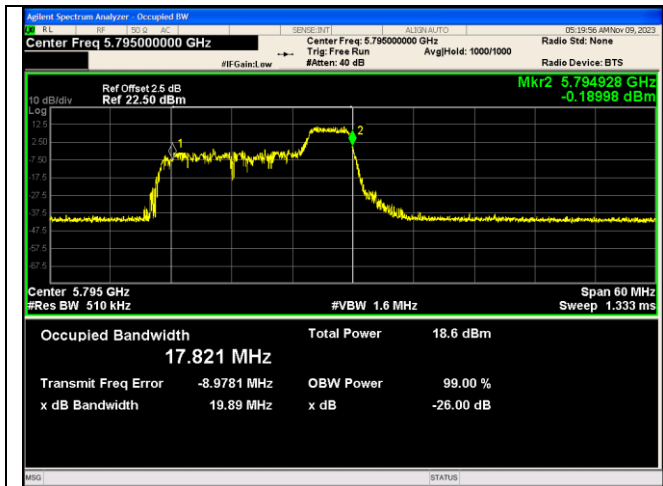 Agilent Spectrum Analyzer - Occupied BW
RL RF 50 Ω AC SENSE:INT ALIGN AUTO 05:19:56 AM Nov 09, 2023
Center Freq 5.795000000 GHz Center Freq: 5.795000000 GHz Radio Std: None
Trig: Free Run Avg|Hold: 1000/1000
#IFGain:Low #Atten: 40 dB Radio Device: BTS
Mkr2 5.794928 GHz
Ref Offset 2.5 dB
10 dB/div Ref 22.50 dBm -0.18998 dBm
Log
12.5
2.50
-7.50
-17.5
-27.5
-37.5
-47.5
-57.5
-67.5
1
2
Center 5.795 GHz Span 60 MHz
#Res BW 510 kHz #VBW 1.6 MHz Sweep 1.333 ms
Occupied Bandwidth Total Power 18.6 dBm
17.821 MHz
Transmit Freq Error -8.9781 MHz OBW Power 99.00 %
x dB Bandwidth 19.89 MHz x dB -26.00 dB
MSG STATUS